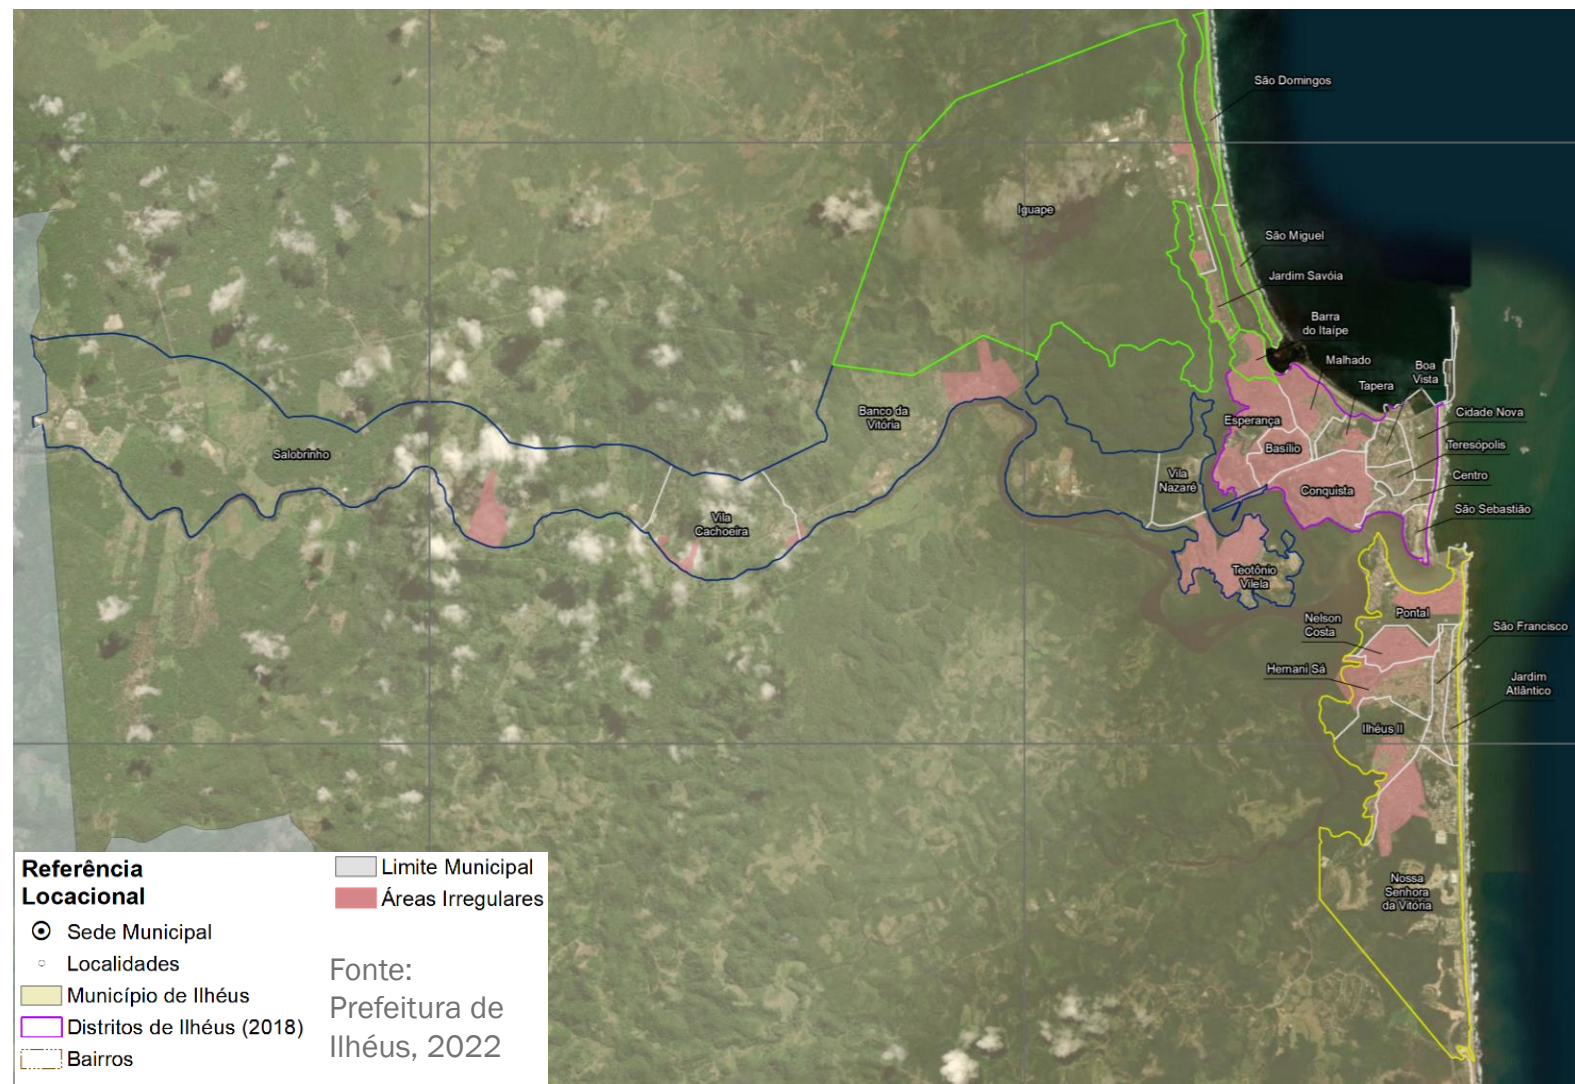 São Domingos
Iguape
São Miguel
Jardim Savóia
Barra
do Itaípe
Malhado
Boa
Vista
Tapera
Banco da
Vitória
Cidade Nova
Esperança
Teresópolis
Basílio
Salobrinho
Centro
Vila
Nazaré
Conquista
São Sebastião
Vila
Cachoeira
Teotônio
Vilela
Pontal
Nelson
Costa
São Francisco
Hernani Sá
Jardim
Atlântico
Ilhéus II
Nossa
Senhora
da Vitória
Referência
Locacional
Sede Municipal
Localidades
Município de Ilhéus
Distritos de Ilhéus (2018)
Bairros
Limite Municipal
Áreas Irregulares
Fonte:
Prefeitura de
Ilhéus, 2022